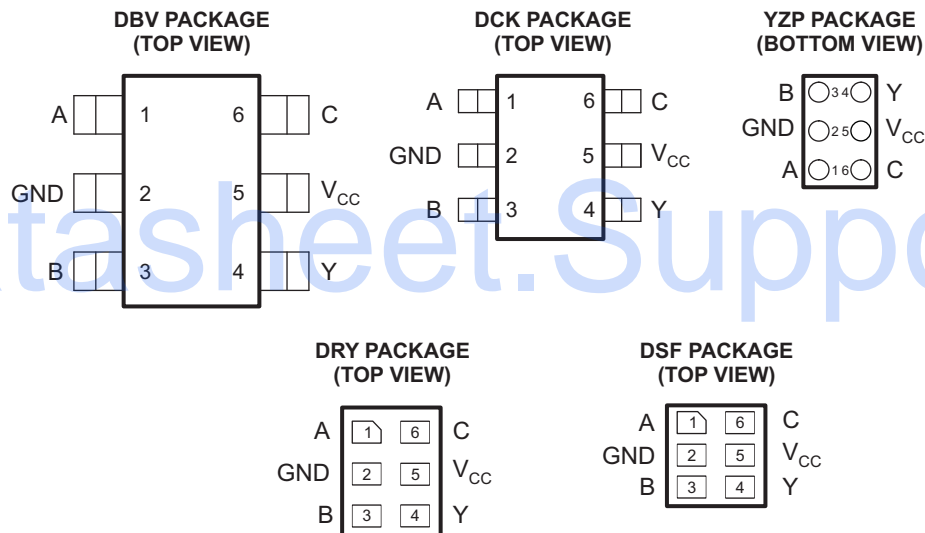 DBV PACKAGE
(TOP VIEW)
A 1 6 C
GND 2 5 VCC
B 3 4 Y
DCK PACKAGE
(TOP VIEW)
A 1 6 C
GND 2 5 VCC
B 3 4 Y
YZP PACKAGE
(BOTTOM VIEW)
B 3 4 Y
GND 2 5 VCC
A 1 6 C
atasheet.Suppo
DRY PACKAGE
(TOP VIEW)
A 1 6 C
GND 2 5 VCC
B 3 4 Y
DSF PACKAGE
(TOP VIEW)
A 1 6 C
GND 2 5 VCC
B 3 4 Y